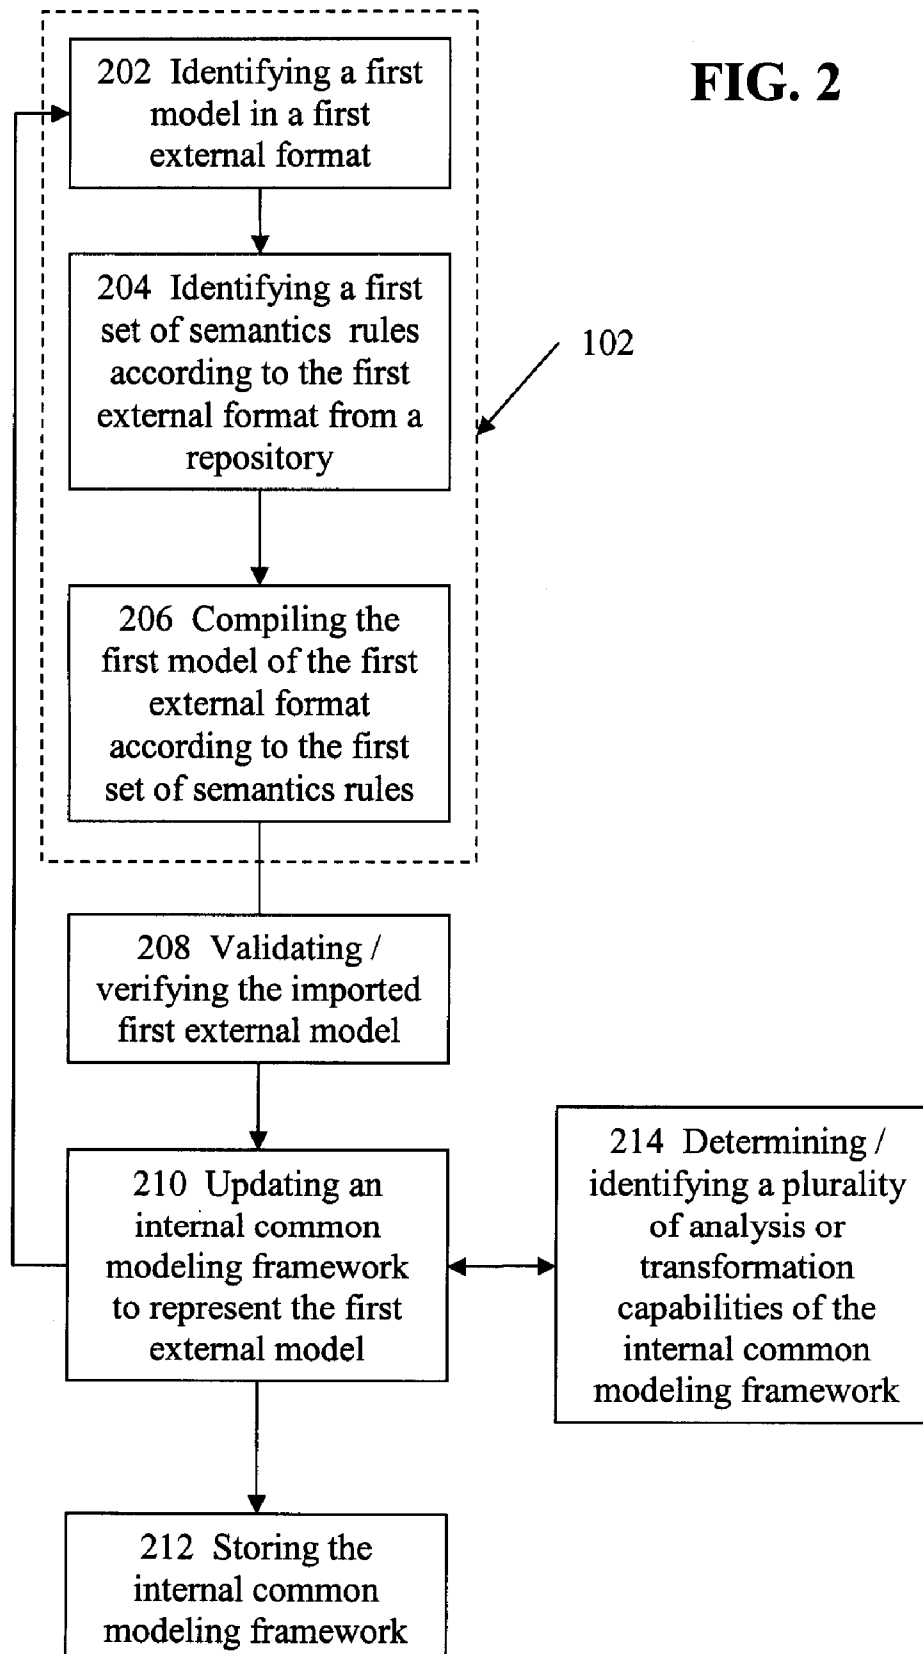 FIG. 2
202 Identifying a first
model in a first
external format
204 Identifying a first
set of semantics rules
according to the first
external format from a
repository
102
206 Compiling the
first model of the first
external format
according to the first
set of semantics rules
208 Validating /
verifying the imported
first external model
210 Updating an
internal common
modeling framework
to represent the first
external model
214 Determining /
identifying a plurality
of analysis or
transformation
capabilities of the
internal common
modeling framework
212 Storing the
internal common
modeling framework